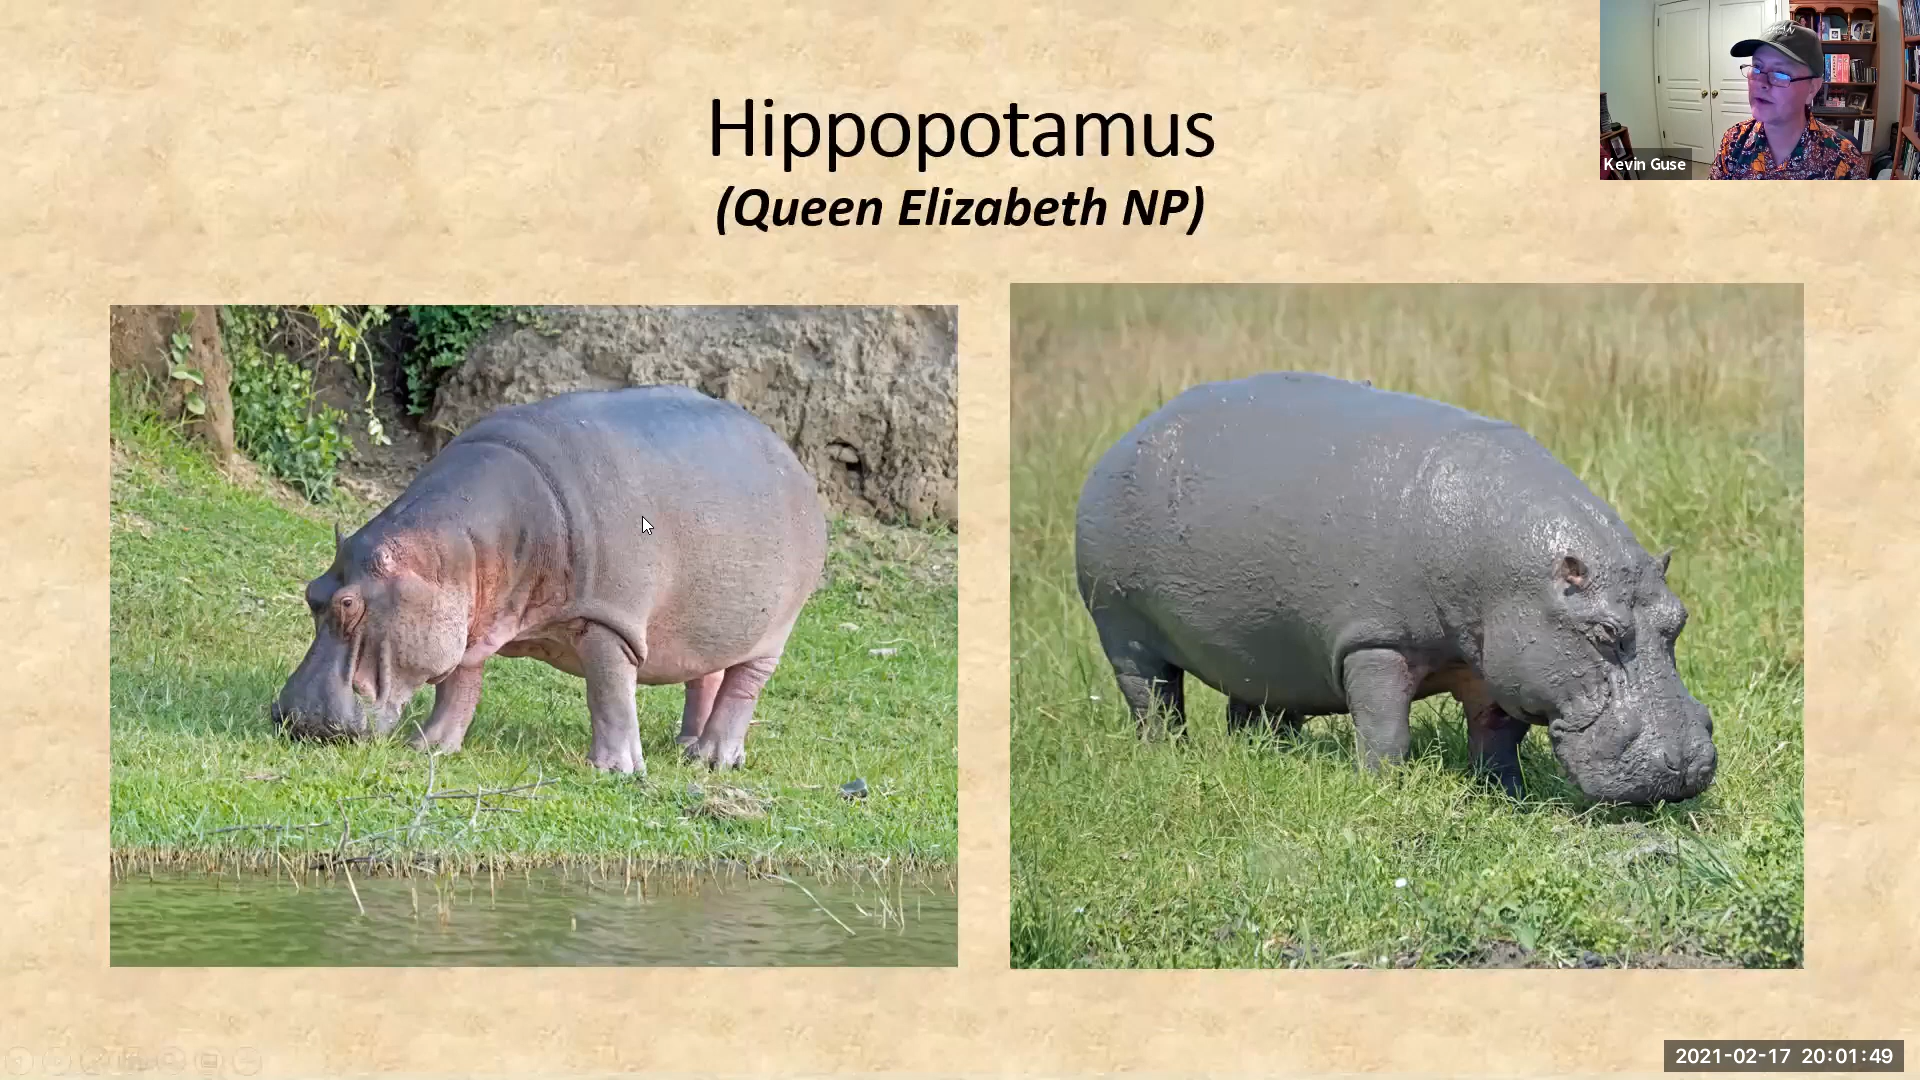 Hippopotamus
(Queen Elizabeth NP)
Kevin Guse
2021-02-17 20:01:49